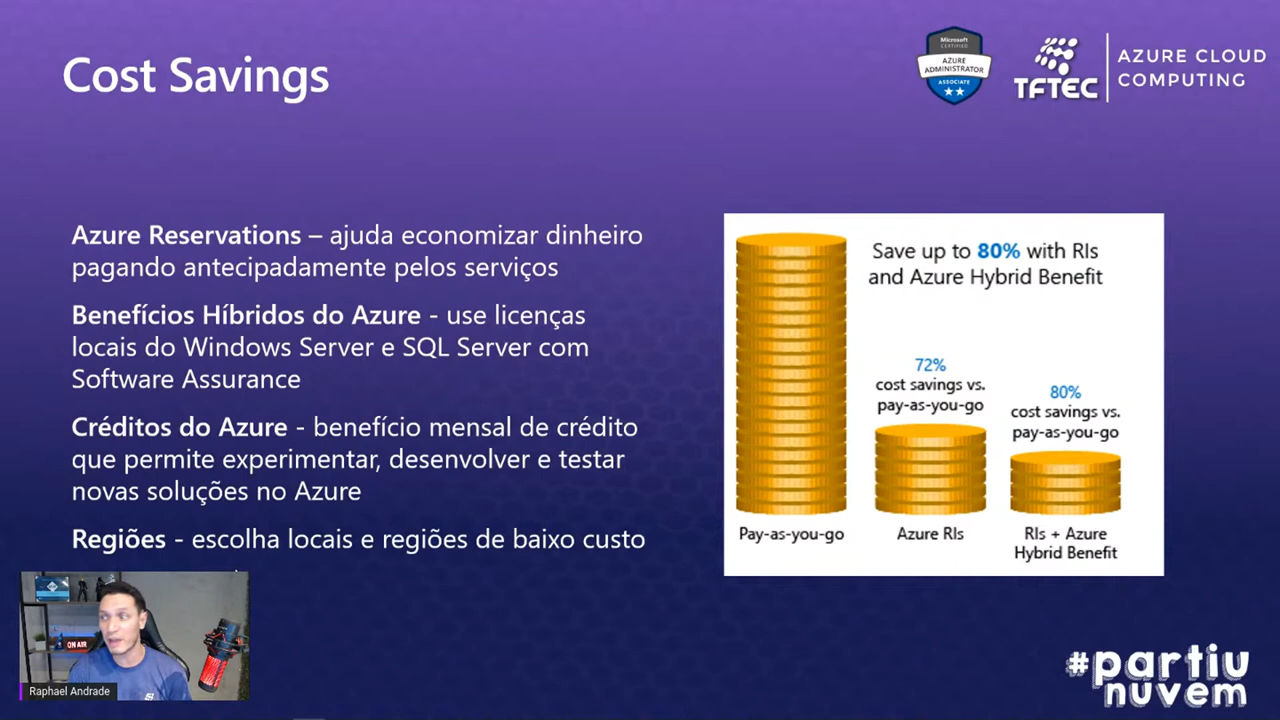 Cost Savings
Microsoft
CERTIFIED
AZURE
ADMINISTRATOR
ASSOCIATE
TFTEC
AZURE CLOUD
COMPUTING
Azure Reservations – ajuda economizar dinheiro
pagando antecipadamente pelos serviços
Benefícios Híbridos do Azure - use licenças
locais do Windows Server e SQL Server com
Software Assurance
Créditos do Azure - benefício mensal de crédito
que permite experimentar, desenvolver e testar
novas soluções no Azure
Regiões - escolha locais e regiões de baixo custo
Save up to 80% with RIs
and Azure Hybrid Benefit
72%
cost savings vs.
pay-as-you-go
80%
cost savings vs.
pay-as-you-go
Pay-as-you-go
Azure RIs
RIs + Azure
Hybrid Benefit
ON AIR
Raphael Andrade
#partiu
nuvem